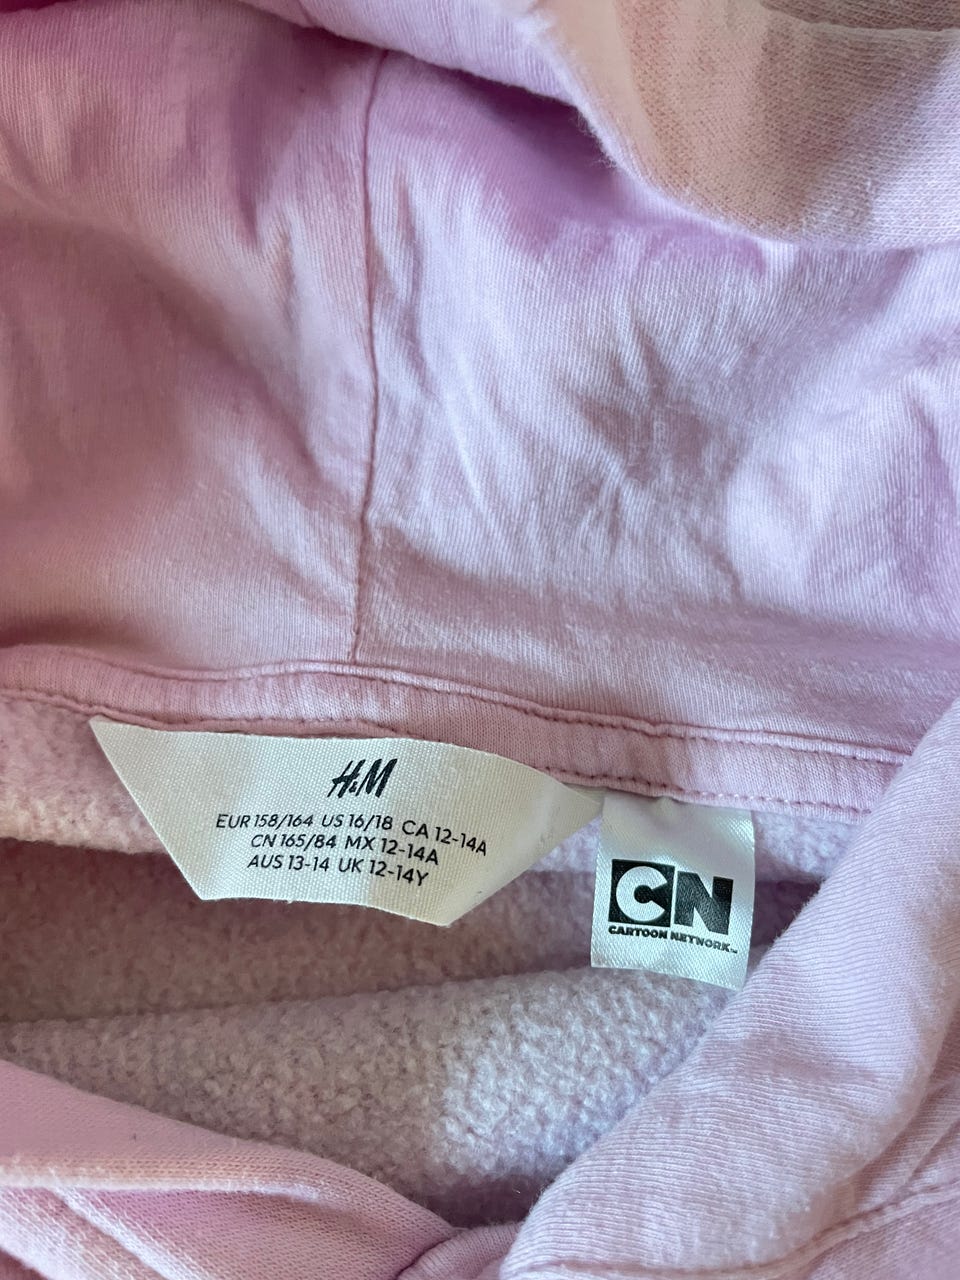 H&M
EUR 158/164 US 16/18 CA 12-14A
CN 165/84 MX 12-14A
AUS 13-14 UK 12-14Y
CN
CARTOON NETWORK™